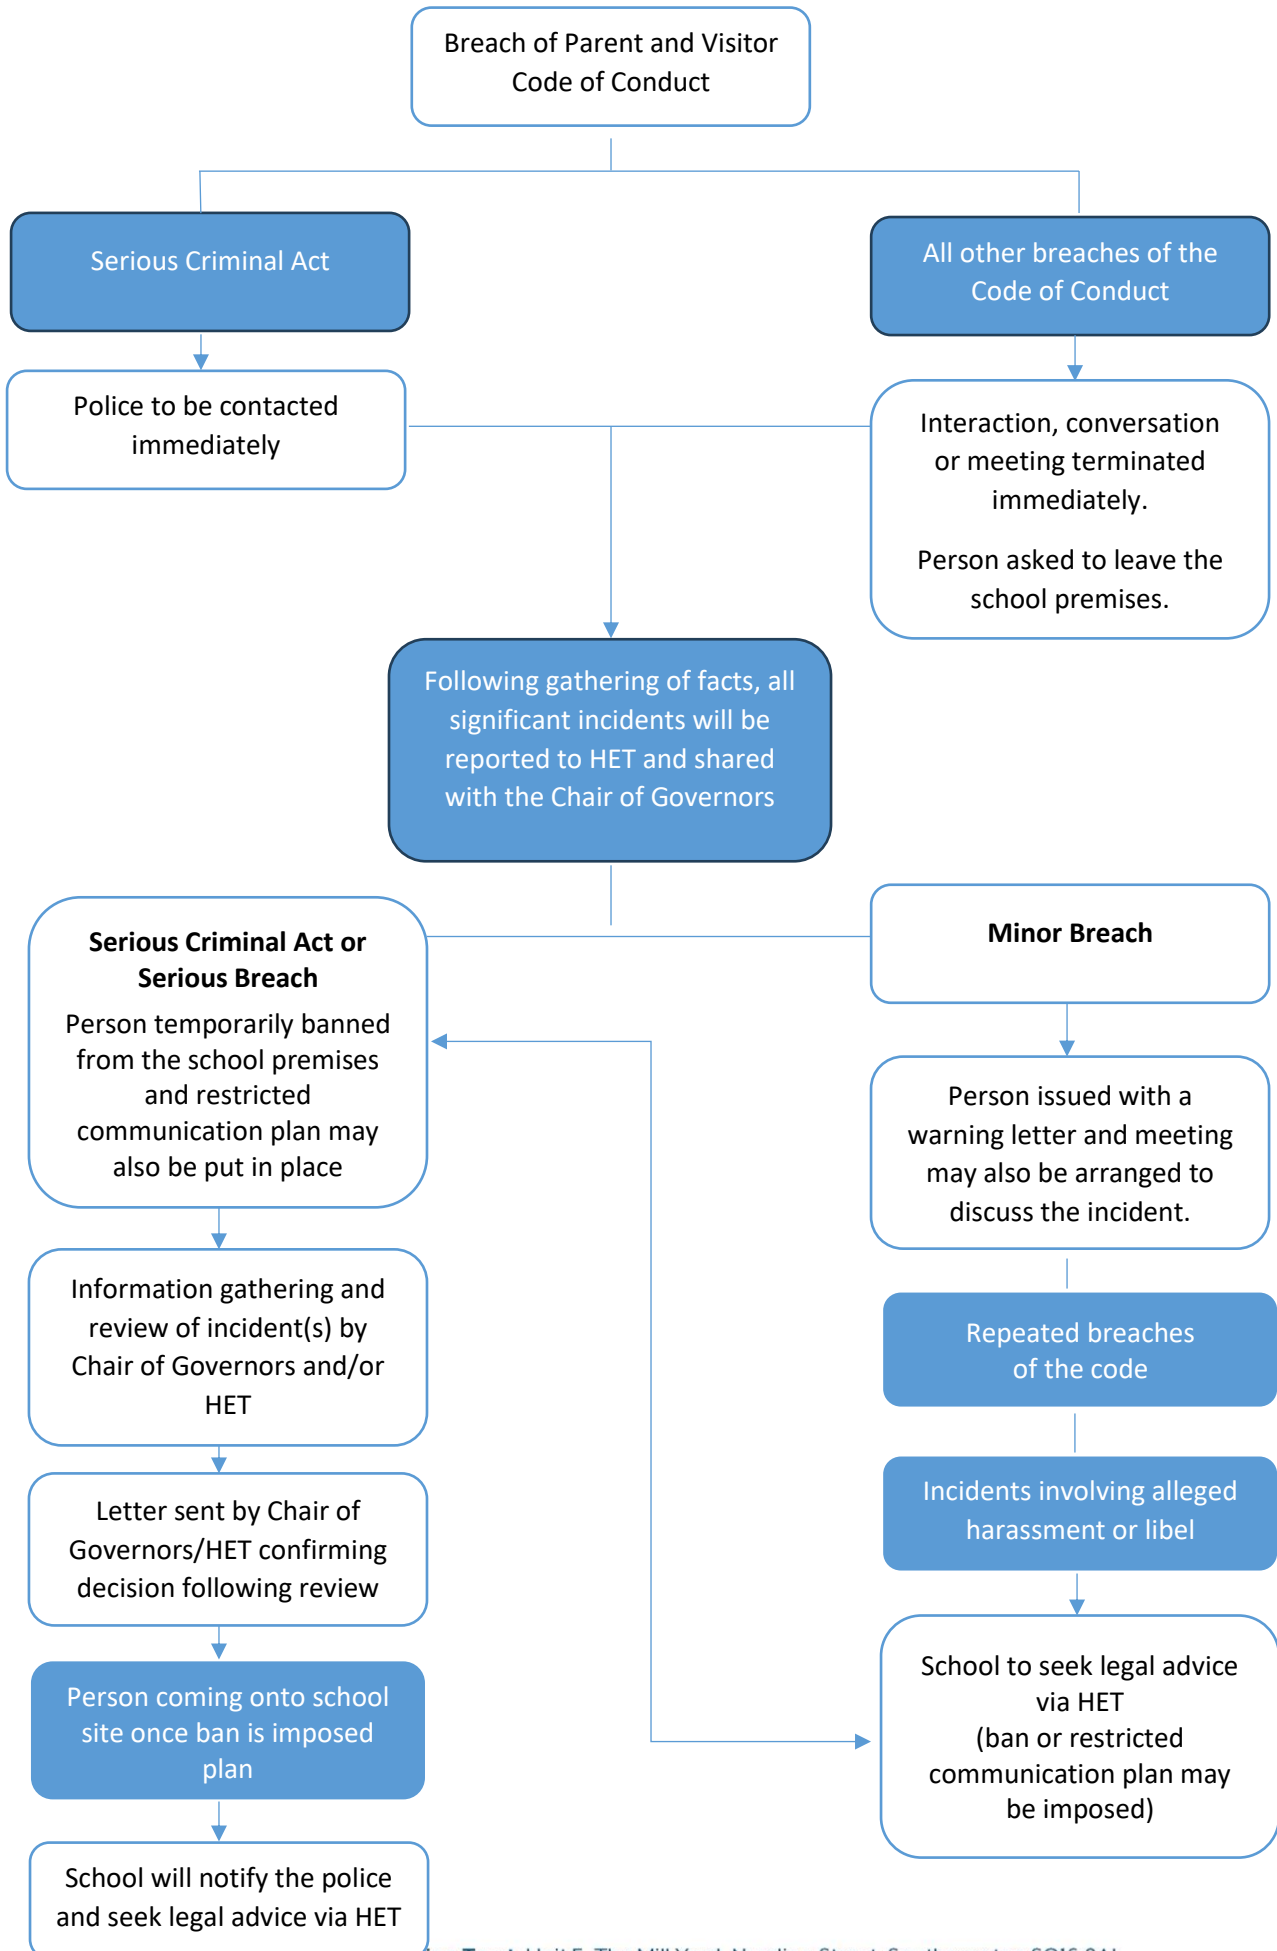 Breach of Parent and Visitor
Code of Conduct
Serious Criminal Act
All other breaches of the
Code of Conduct
Police to be contacted
immediately
Interaction, conversation
or meeting terminated
immediately.
Person asked to leave the
school premises.
Following gathering of facts, all
significant incidents will be
reported to HET and shared
with the Chair of Governors
Serious Criminal Act or
Serious Breach
Person temporarily banned
from the school premises
and restricted
communication plan may
also be put in place
Minor Breach
Person issued with a
warning letter and meeting
may also be arranged to
discuss the incident.
Information gathering and
review of incident(s) by
Chair of Governors and/or
HET
Repeated breaches
of the code
Letter sent by Chair of
Governors/HET confirming
decision following review
Incidents involving alleged
harassment or libel
Person coming onto school
site once ban is imposed
plan
School to seek legal advice
via HET
(ban or restricted
communication plan may
be imposed)
School will notify the police
and seek legal advice via HET